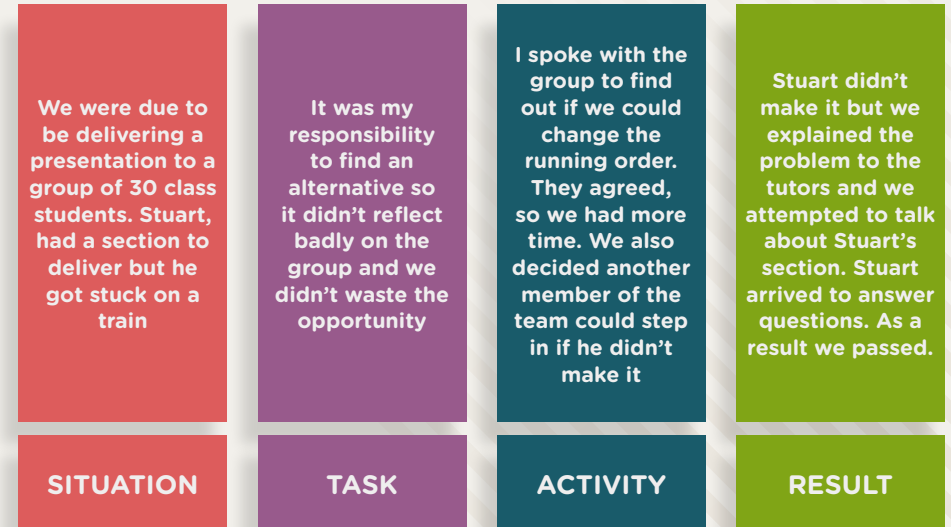 We were due to
be delivering a
presentation to a
group of 30 class
students. Stuart,
had a section to
deliver but he
got stuck on a
train
SITUATION
It was my
responsibility
to find an
alternative so
it didn’t reflect
badly on the
group and we
didn’t waste the
opportunity
TASK
I spoke with the
group to find
out if we could
change the
running order.
They agreed,
so we had more
time. We also
decided another
member of the
team could step
in if he didn’t
make it
ACTIVITY
Stuart didn’t
make it but we
explained the
problem to the
tutors and we
attempted to talk
about Stuart’s
section. Stuart
arrived to answer
questions. As a
result we passed.
RESULT